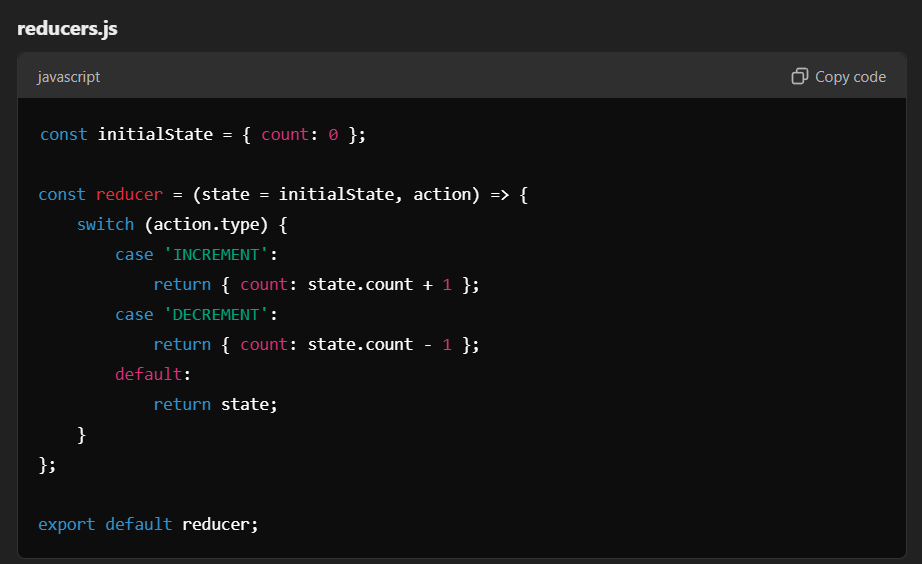 reducers.js
javascript
Copy code
const initialState = { count: 0 };
const reducer = (state = initialState, action) => {
    switch (action.type) {
        case 'INCREMENT':
            return { count: state.count + 1 };
        case 'DECREMENT':
            return { count: state.count - 1 };
        default:
            return state;
    }
};
export default reducer;